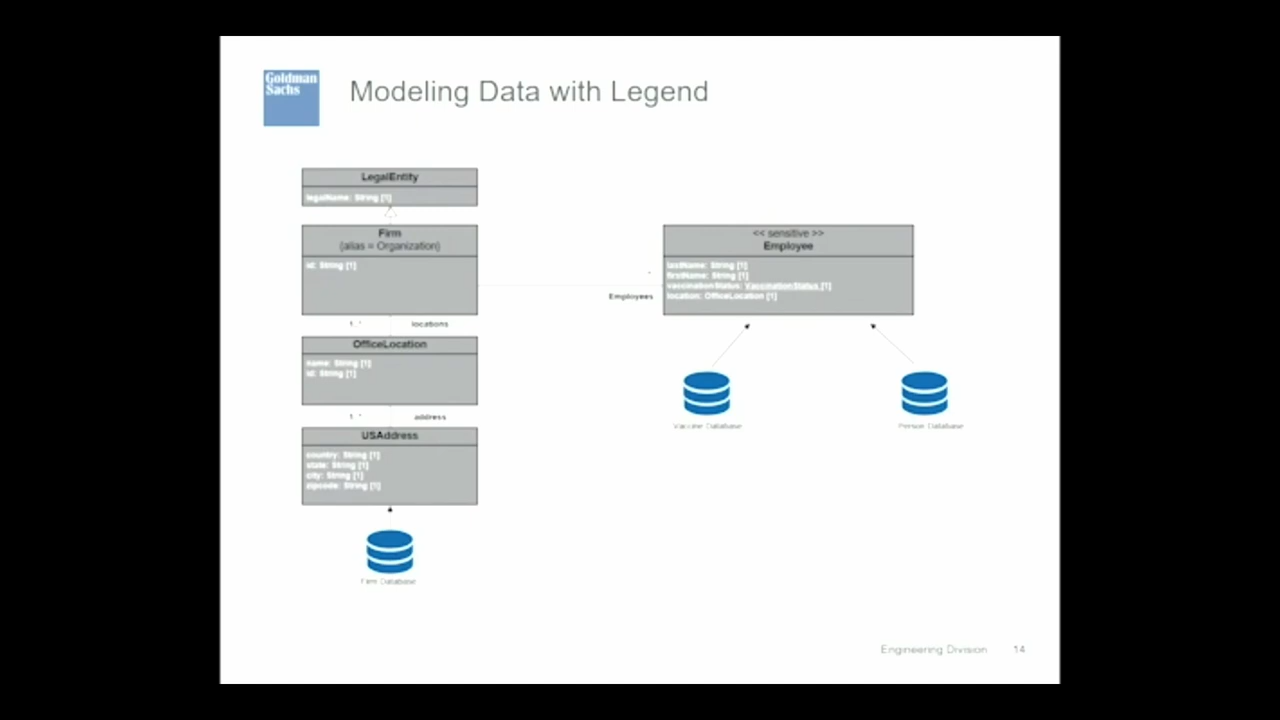 Goldman
Sachs
Modeling Data with Legend
LegalEntity
legalName: String [1]
Firm
(alias = Organization)
id: String [1]
<< sensitive >>
Employee
lastName: String [1]
firstName: String [1]
vaccinationStatus: VaccinationStatus [1]
location: OfficeLocation [1]
*
Employees
1..* locations
OfficeLocation
name: String [1]
id: String [1]
1..* address
USAddress
country: String [1]
state: String [1]
city: String [1]
zipcode: String [1]
Vaccine Database
Person Database
Firm Database
Engineering Division 14